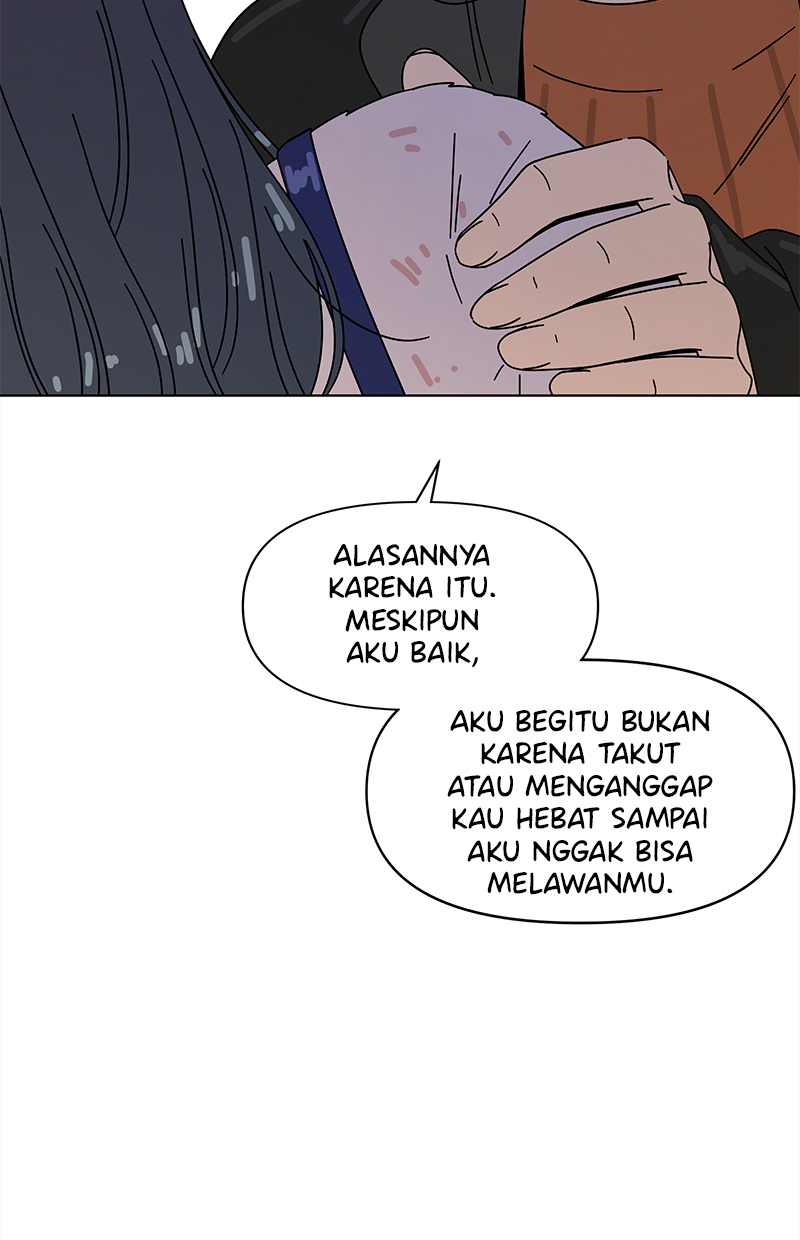 ALASANNYA
KARENA ITU.
MESKIPUN
AKU BAIK,
AKU BEGITU BUKAN
KARENA TAKUT
ATAU MENGANGGAP
KAU HEBAT SAMPAI
AKU NGGAK BISA
MELAWANMU.